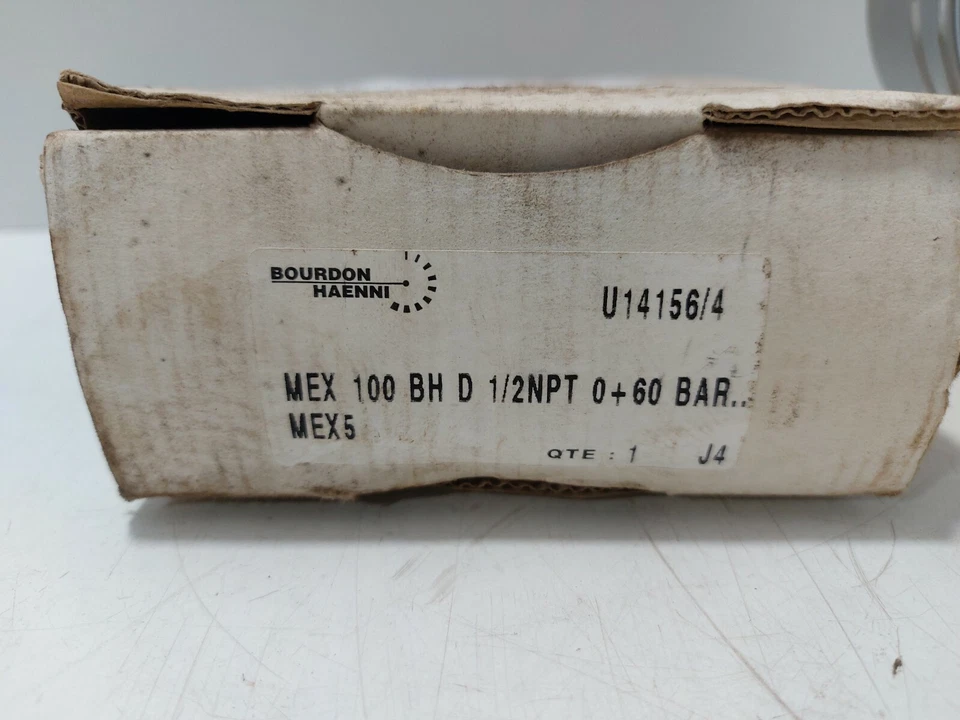 BOURDON
HAENNI
U14156/4
MEX 100 BH D 1/2NPT 0+60 BAR..
MEX5
QTE : 1 J4